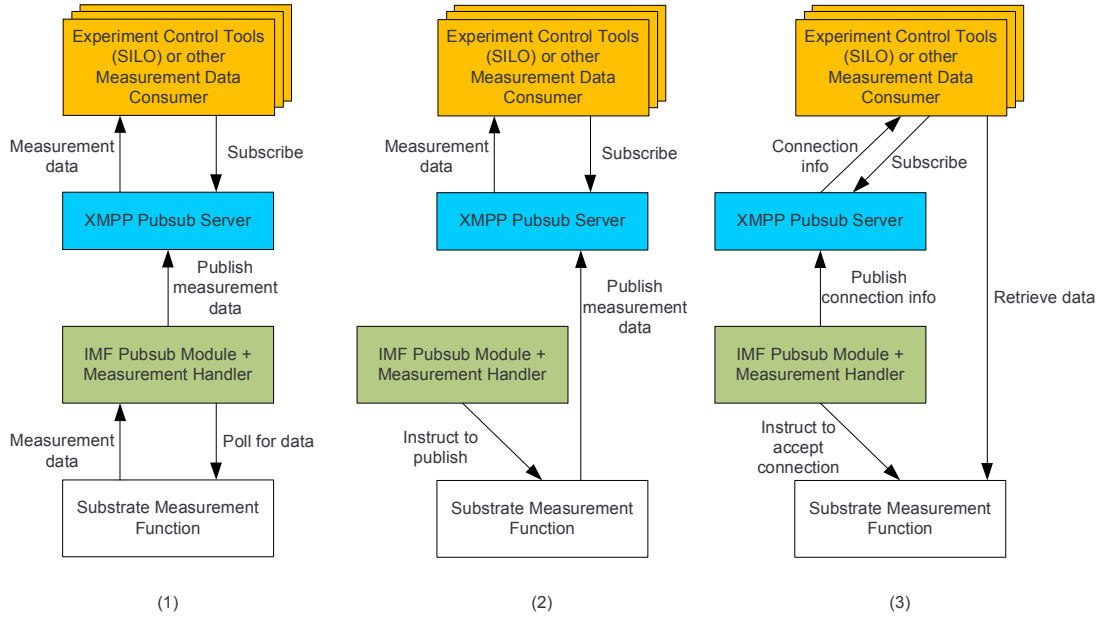 Experiment Control Tools
(SILO) or other
Measurement Data
Consumer
Measurement
data
Subscribe
XMPP Pubsub Server
Publish
measurement
data
IMF Pubsub Module +
Measurement Handler
Measurement
data
Poll for data
Substrate Measurement
Function
(1)
Experiment Control Tools
(SILO) or other
Measurement Data
Consumer
Measurement
data
Subscribe
XMPP Pubsub Server
Publish
measurement
data
IMF Pubsub Module +
Measurement Handler
Instruct to
publish
Substrate Measurement
Function
(2)
Experiment Control Tools
(SILO) or other
Measurement Data
Consumer
Connection
info
Subscribe
XMPP Pubsub Server
Publish
connection info
Retrieve data
IMF Pubsub Module +
Measurement Handler
Instruct to
accept
connection
Substrate Measurement
Function
(3)